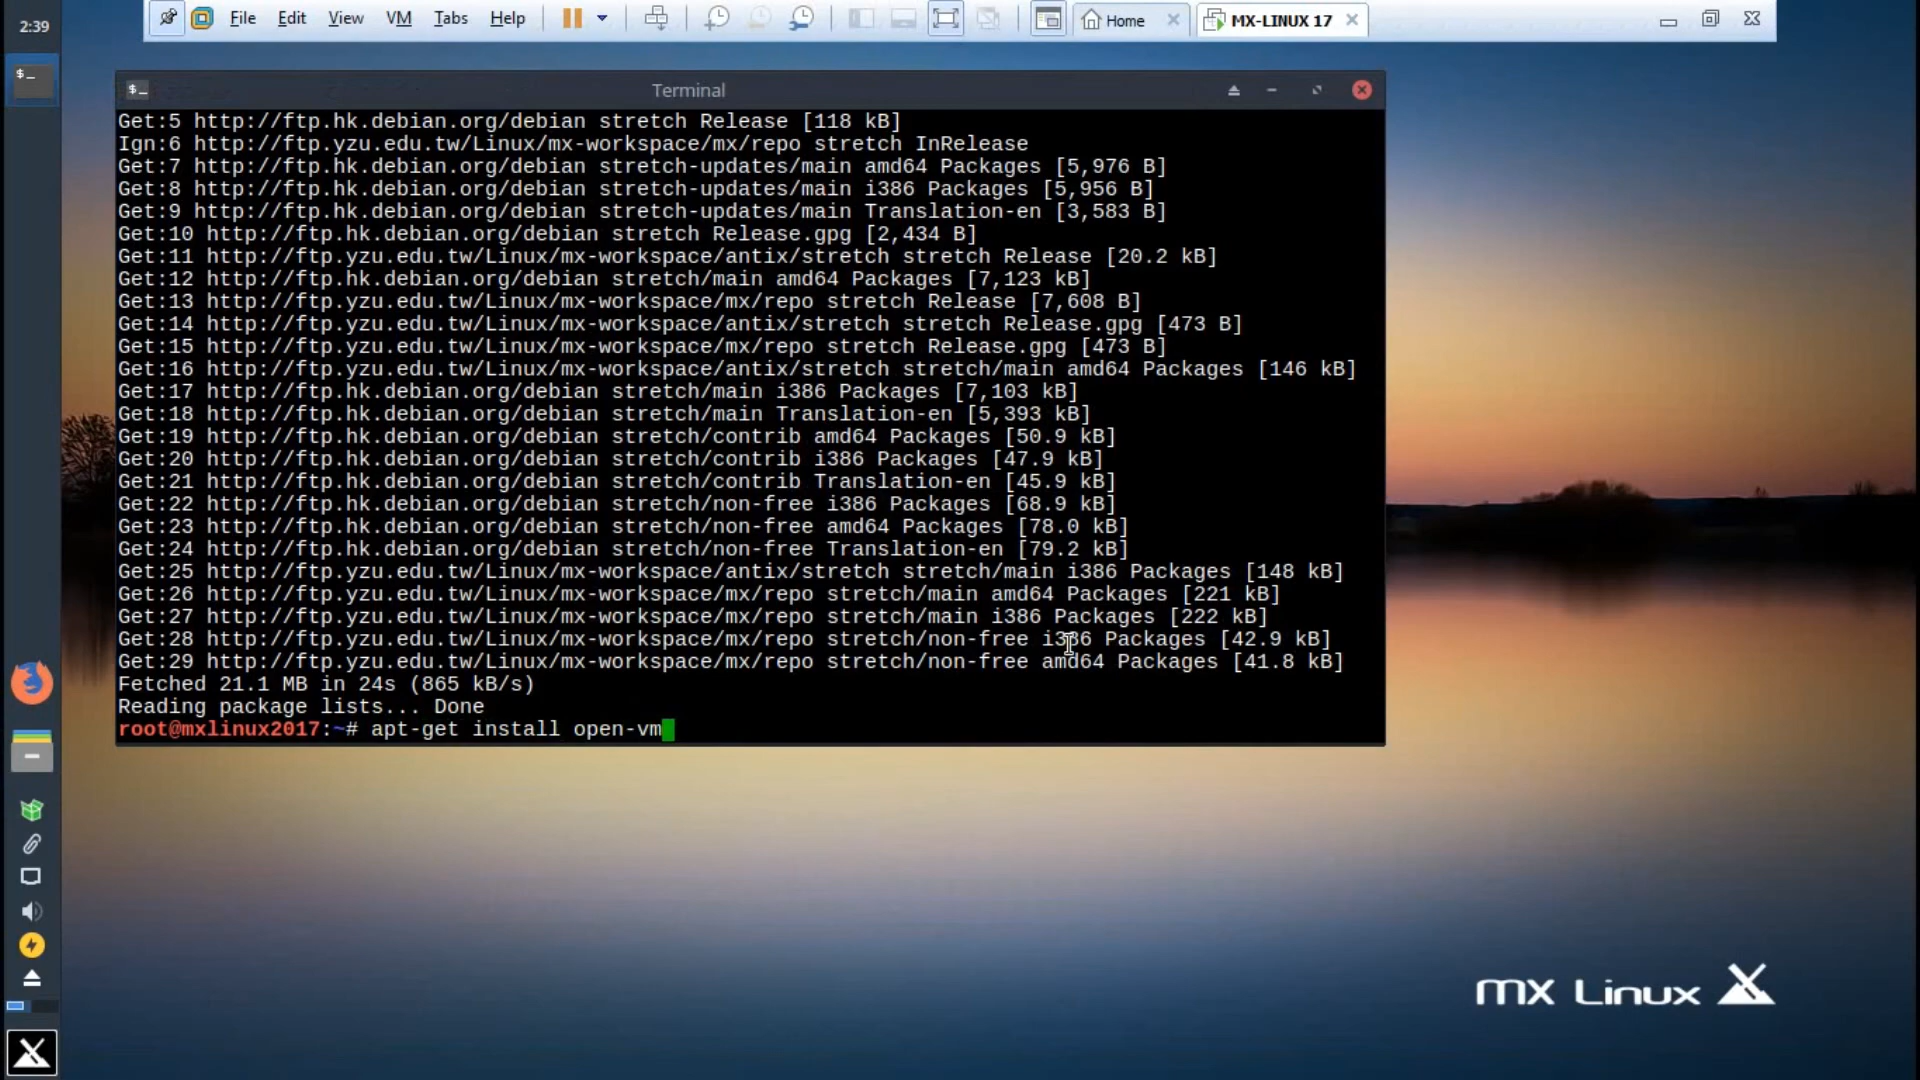 2:39
File Edit View VM Tabs Help
Home
MX-LINUX 17
$_
$_
Terminal
Get:5 http://ftp.hk.debian.org/debian stretch Release [118 kB]
Ign:6 http://ftp.yzu.edu.tw/Linux/mx-workspace/mx/repo stretch InRelease
Get:7 http://ftp.hk.debian.org/debian stretch-updates/main amd64 Packages [5,976 B]
Get:8 http://ftp.hk.debian.org/debian stretch-updates/main i386 Packages [5,956 B]
Get:9 http://ftp.hk.debian.org/debian stretch-updates/main Translation-en [3,583 B]
Get:10 http://ftp.hk.debian.org/debian stretch Release.gpg [2,434 B]
Get:11 http://ftp.yzu.edu.tw/Linux/mx-workspace/antix/stretch stretch Release [20.2 kB]
Get:12 http://ftp.hk.debian.org/debian stretch/main amd64 Packages [7,123 kB]
Get:13 http://ftp.yzu.edu.tw/Linux/mx-workspace/mx/repo stretch Release [7,608 B]
Get:14 http://ftp.yzu.edu.tw/Linux/mx-workspace/antix/stretch stretch Release.gpg [473 B]
Get:15 http://ftp.yzu.edu.tw/Linux/mx-workspace/mx/repo stretch Release.gpg [473 B]
Get:16 http://ftp.yzu.edu.tw/Linux/mx-workspace/antix/stretch stretch/main amd64 Packages [146 kB]
Get:17 http://ftp.hk.debian.org/debian stretch/main i386 Packages [7,103 kB]
Get:18 http://ftp.hk.debian.org/debian stretch/main Translation-en [5,393 kB]
Get:19 http://ftp.hk.debian.org/debian stretch/contrib amd64 Packages [50.9 kB]
Get:20 http://ftp.hk.debian.org/debian stretch/contrib i386 Packages [47.9 kB]
Get:21 http://ftp.hk.debian.org/debian stretch/contrib Translation-en [45.9 kB]
Get:22 http://ftp.hk.debian.org/debian stretch/non-free i386 Packages [68.9 kB]
Get:23 http://ftp.hk.debian.org/debian stretch/non-free amd64 Packages [78.0 kB]
Get:24 http://ftp.hk.debian.org/debian stretch/non-free Translation-en [79.2 kB]
Get:25 http://ftp.yzu.edu.tw/Linux/mx-workspace/antix/stretch stretch/main i386 Packages [148 kB]
Get:26 http://ftp.yzu.edu.tw/Linux/mx-workspace/mx/repo stretch/main amd64 Packages [221 kB]
Get:27 http://ftp.yzu.edu.tw/Linux/mx-workspace/mx/repo stretch/main i386 Packages [222 kB]
Get:28 http://ftp.yzu.edu.tw/Linux/mx-workspace/mx/repo stretch/non-free i386 Packages [42.9 kB]
Get:29 http://ftp.yzu.edu.tw/Linux/mx-workspace/mx/repo stretch/non-free amd64 Packages [41.8 kB]
Fetched 21.1 MB in 24s (865 kB/s)
Reading package lists... Done
root@mxlinux2017:~# apt-get install open-vm
mx Linux